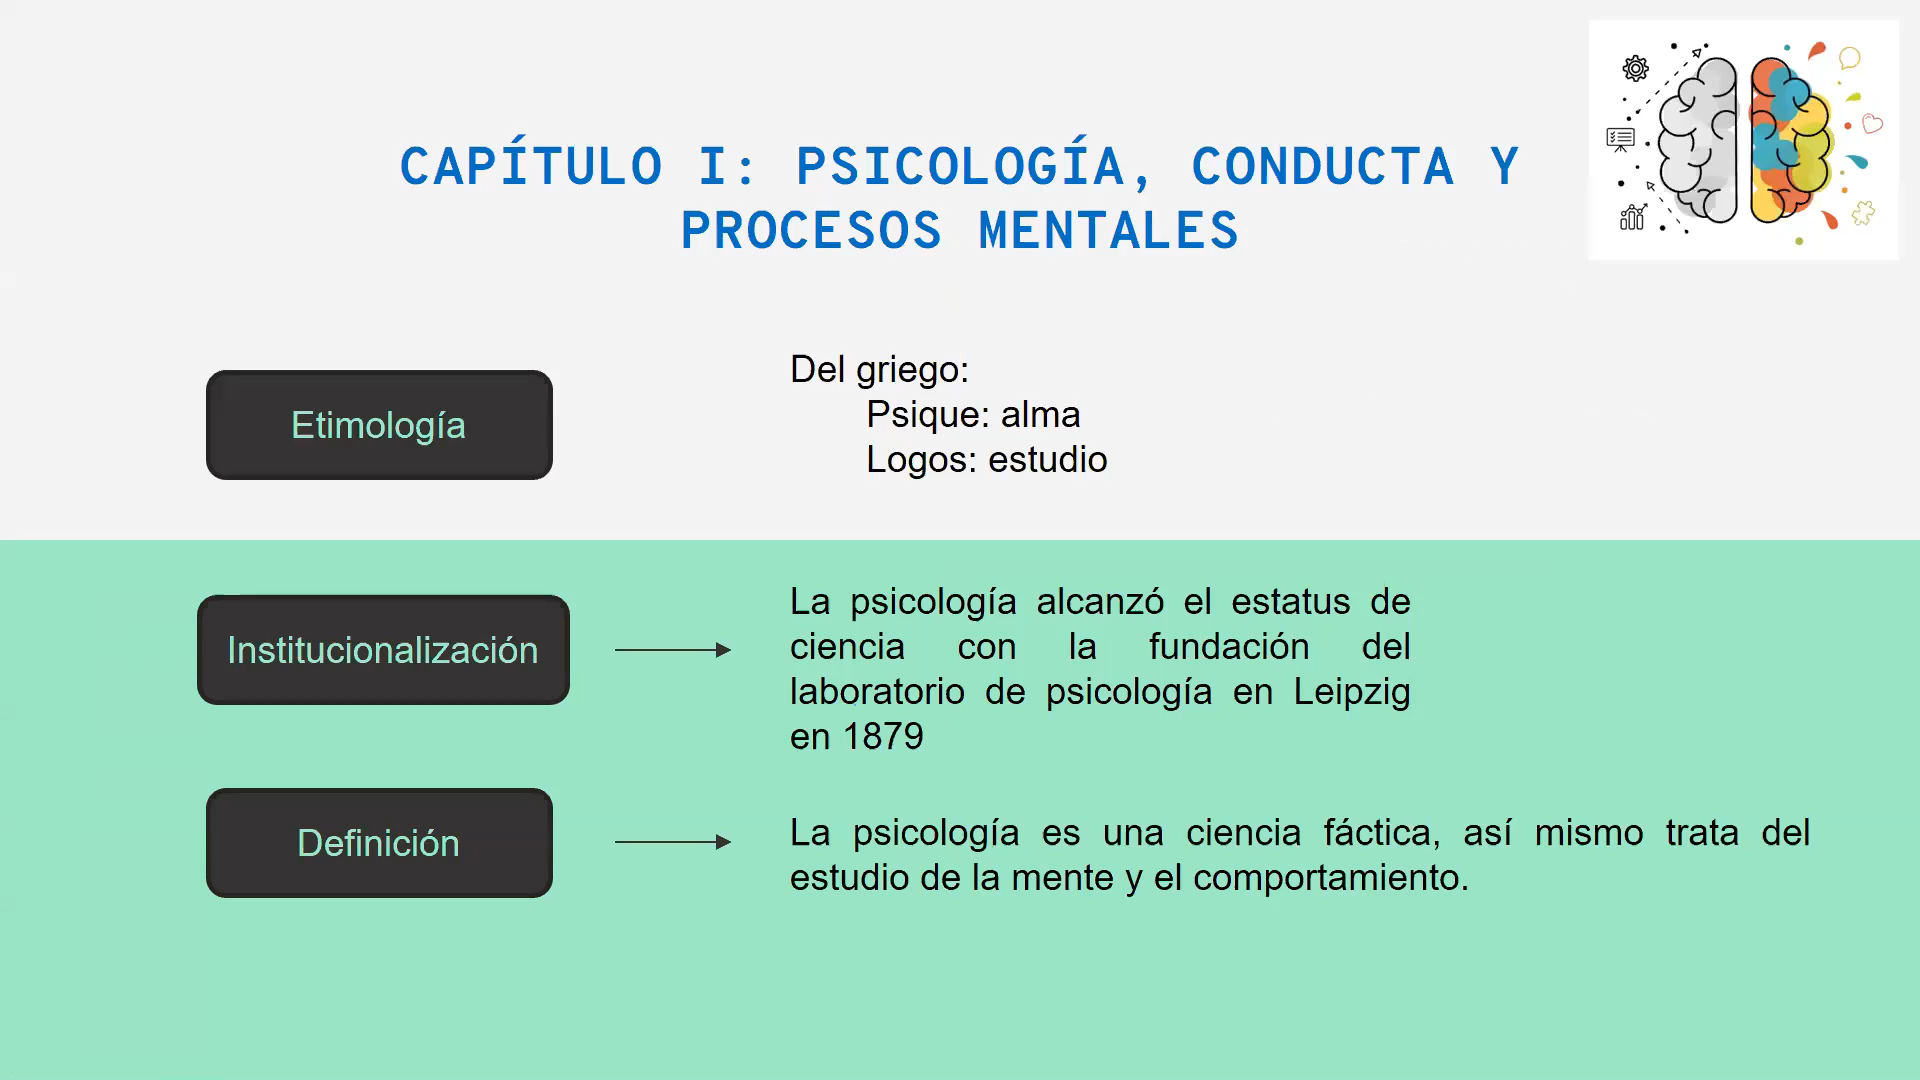 CAPÍTULO I: PSICOLOGÍA, CONDUCTA Y
PROCESOS MENTALES
Etimología
Del griego:
Psique: alma
Logos: estudio
Institucionalización
La psicología alcanzó el estatus de
ciencia con la fundación del
laboratorio de psicología en Leipzig
en 1879
Definición
La psicología es una ciencia fáctica, así mismo trata del
estudio de la mente y el comportamiento.